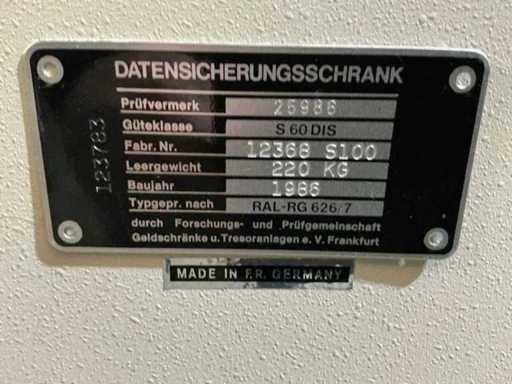 DATENSICHERUNGSSCHRANK
Prüfvermerk 25986
Güteklasse S 60 DIS
Fabr. Nr. 12368 S100
Leergewicht 220 KG
Baujahr 1986
Typgepr. nach RAL-RG 626/7
durch Forschungs- und Prüfgemeinschaft
Geldschränke u. Tresoranlagen e. V. Frankfurt
123783
MADE IN F.R. GERMANY